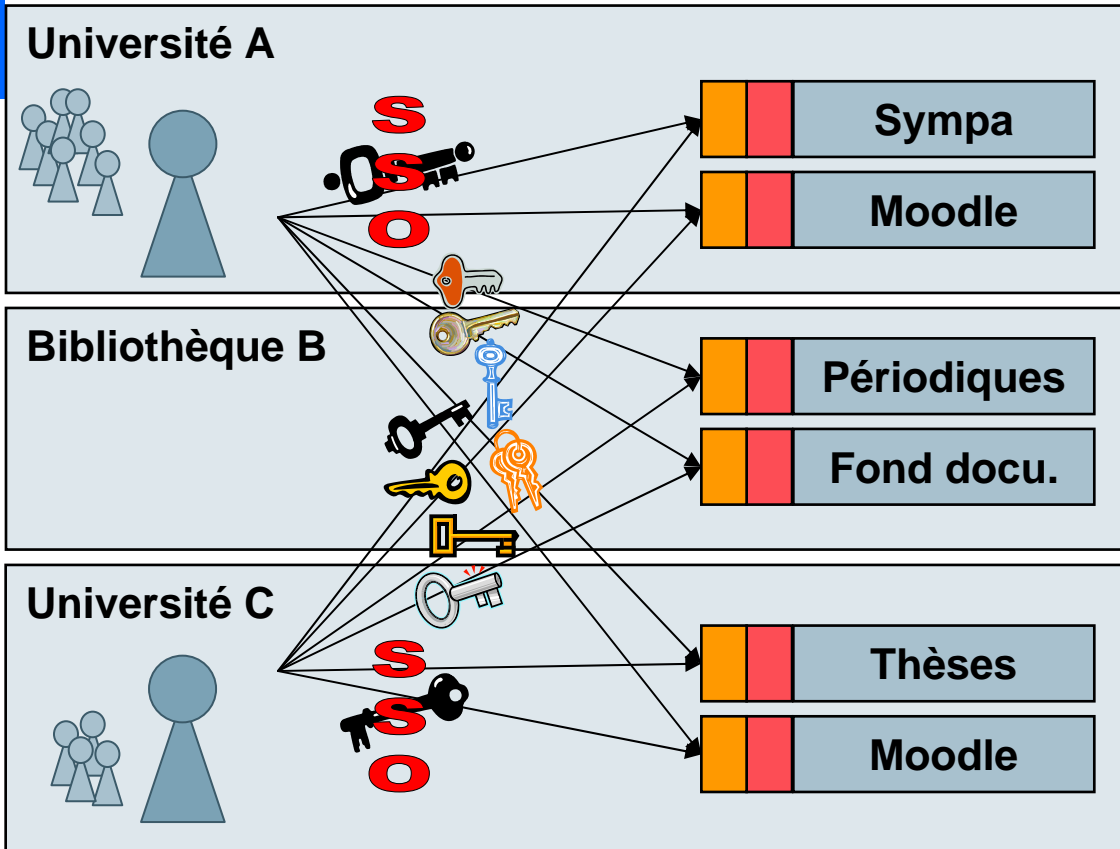 Université A
S
S
O
Sympa
Moodle
Bibliothèque B
Périodiques
Fond docu.
Université C
S
S
O
Thèses
Moodle